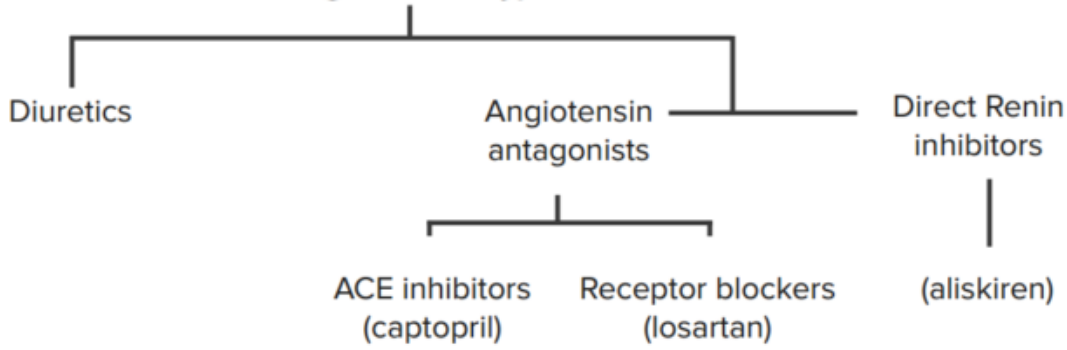 Diuretics
Angiotensin
antagonists
Direct Renin
inhibitors
ACE inhibitors
(captopril)
Receptor blockers
(losartan)
(aliskiren)